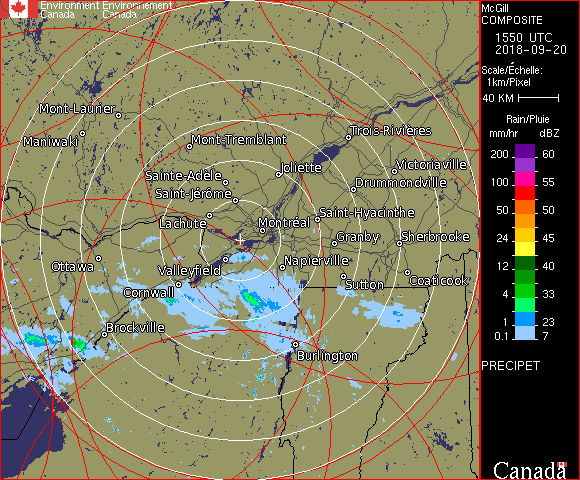 Environment Environnement
Canada Canada
Mont-Laurier
Maniwaki
Mont-Tremblant
Trois-Rivières
Sainte-Adèle
Joliette
Victoriaville
Saint-Jérôme
Drummondville
Lachute
Saint-Hyacinthe
Montréal
Granby
Sherbrooke
Ottawa
Valleyfield
Napierville
Cornwall
Sutton
Coaticook
Brockville
Burlington
McGill
COMPOSITE
1550 UTC
2018-09-20
Scale/Échelle:
1km/Pixel
40 KM
Rain/Pluie
mm/hr dBZ
200 60
55
100 55
50 50
24 45
12 40
4 33
1 23
0.1 7
PRECIPET
Canada